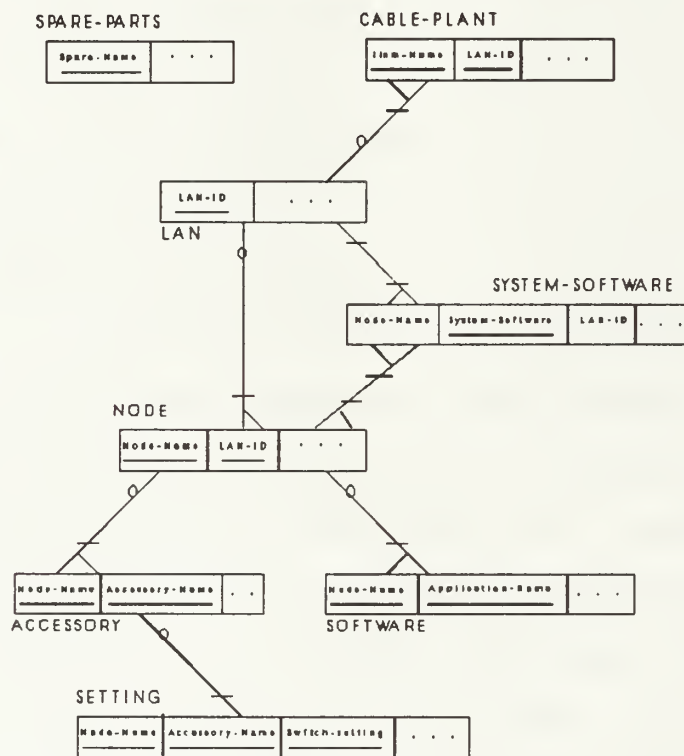 SPARE-PARTS
CABLE-PLANT
Spare-Name . . .
Item-Name LAN-ID . . .
LAN-ID . . .
LAN
SYSTEM-SOFTWARE
Node-Name System-Software LAN-ID . . .
NODE
Node-Name LAN-ID . . .
Node-Name Accessory-Name . .
Node-Name Application-Name . . .
ACCESSORY
SOFTWARE
SETTING
Node-Name Accessory-Name Switch-setting . . .